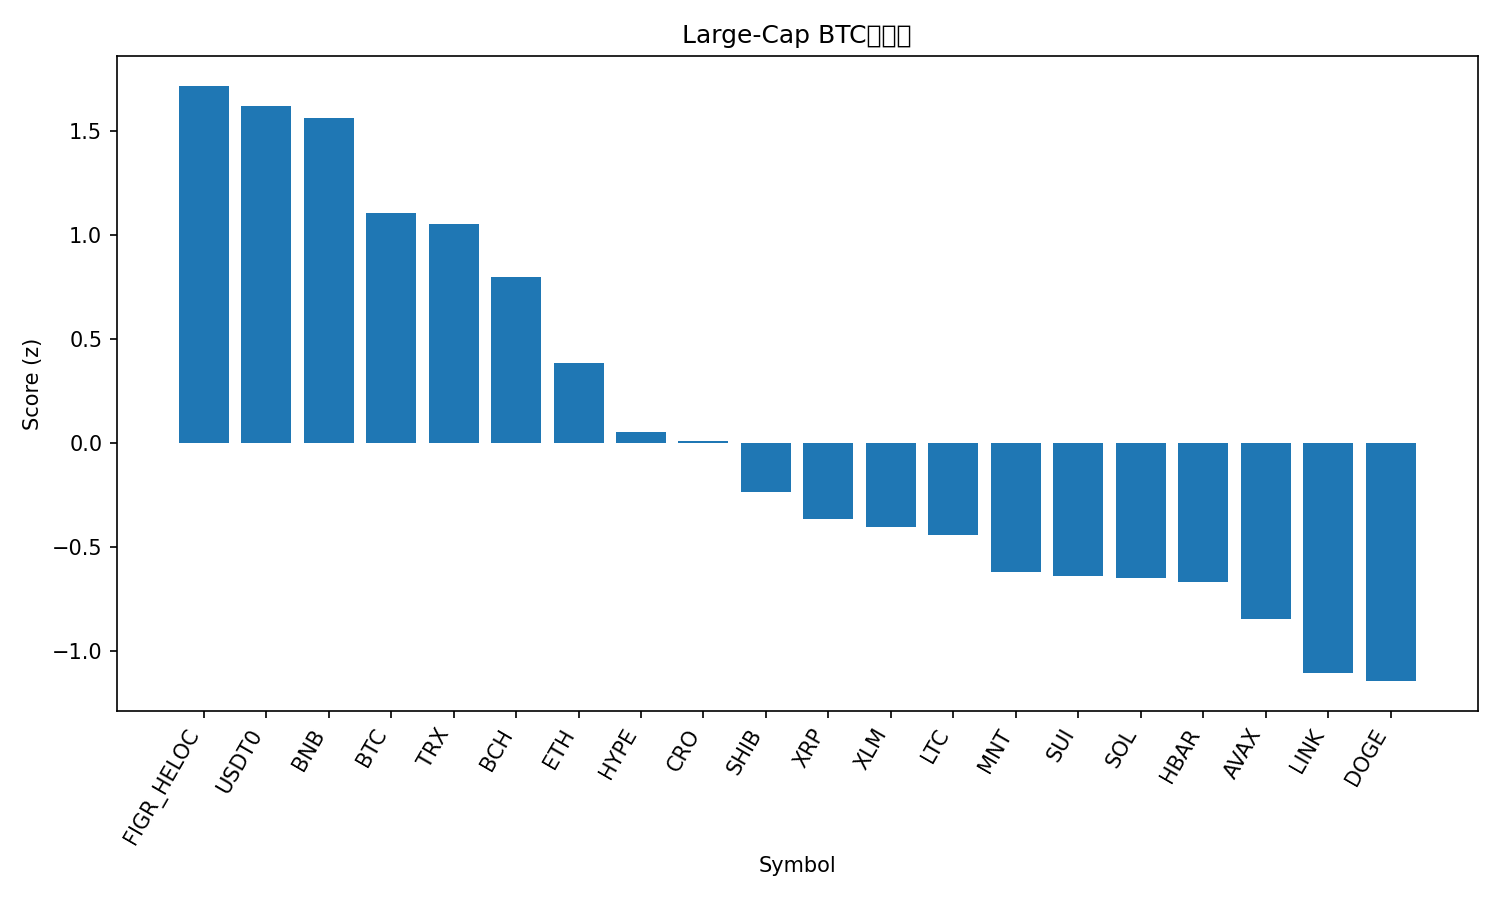 Large-Cap BTC
1.5
1.0
0.5
0.0
−0.5
−1.0
Score (z)
FIGR_HELOC
USDT0
BNB
BTC
TRX
BCH
ETH
HYPE
CRO
SHIB
XRP
XLM
LTC
MNT
SUI
SOL
HBAR
AVAX
LINK
DOGE
Symbol